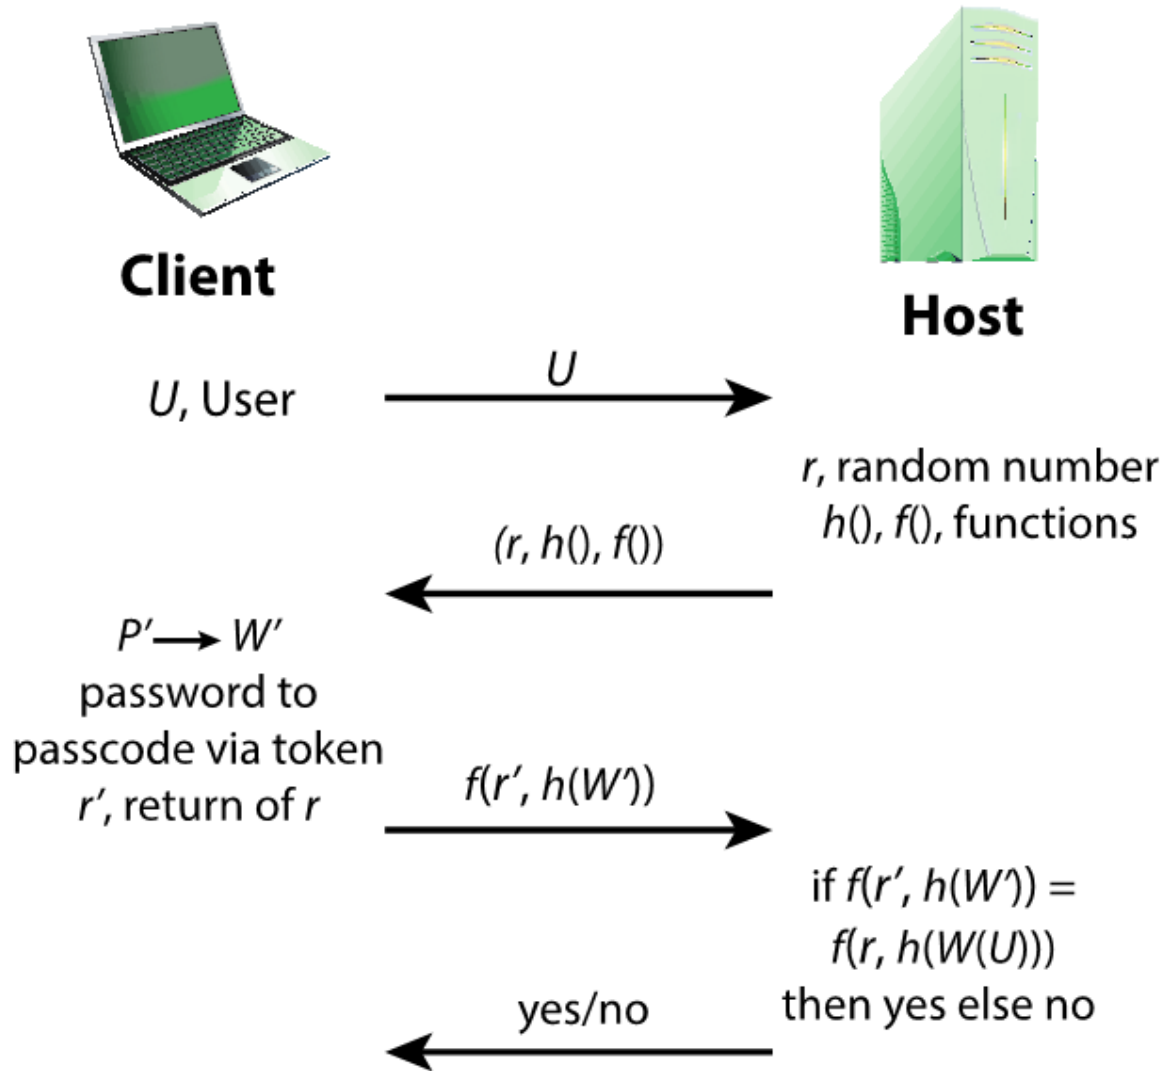 Client
Host
U, User
U
r, random number
h(), f(), functions
(r, h(), f())
P′ → W′
password to
passcode via token
r′, return of r
f(r′, h(W′))
if f(r′, h(W′)) =
f(r, h(W(U)))
then yes else no
yes/no